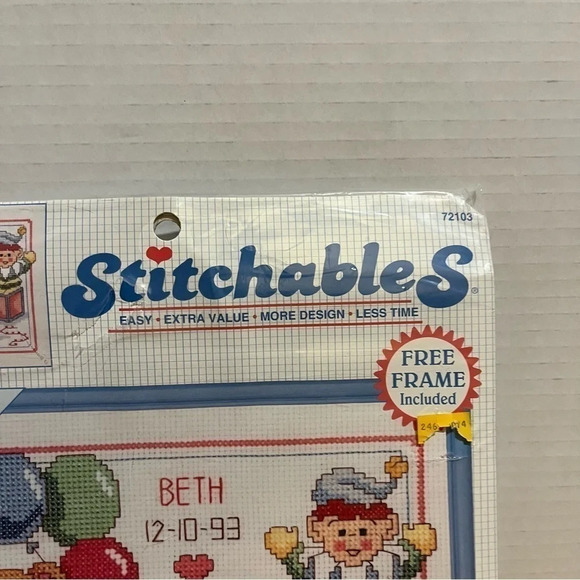 72103
StitchableS®
EASY • EXTRA VALUE • MORE DESIGN • LESS TIME
FREE
FRAME
Included
BETH
12-10-93